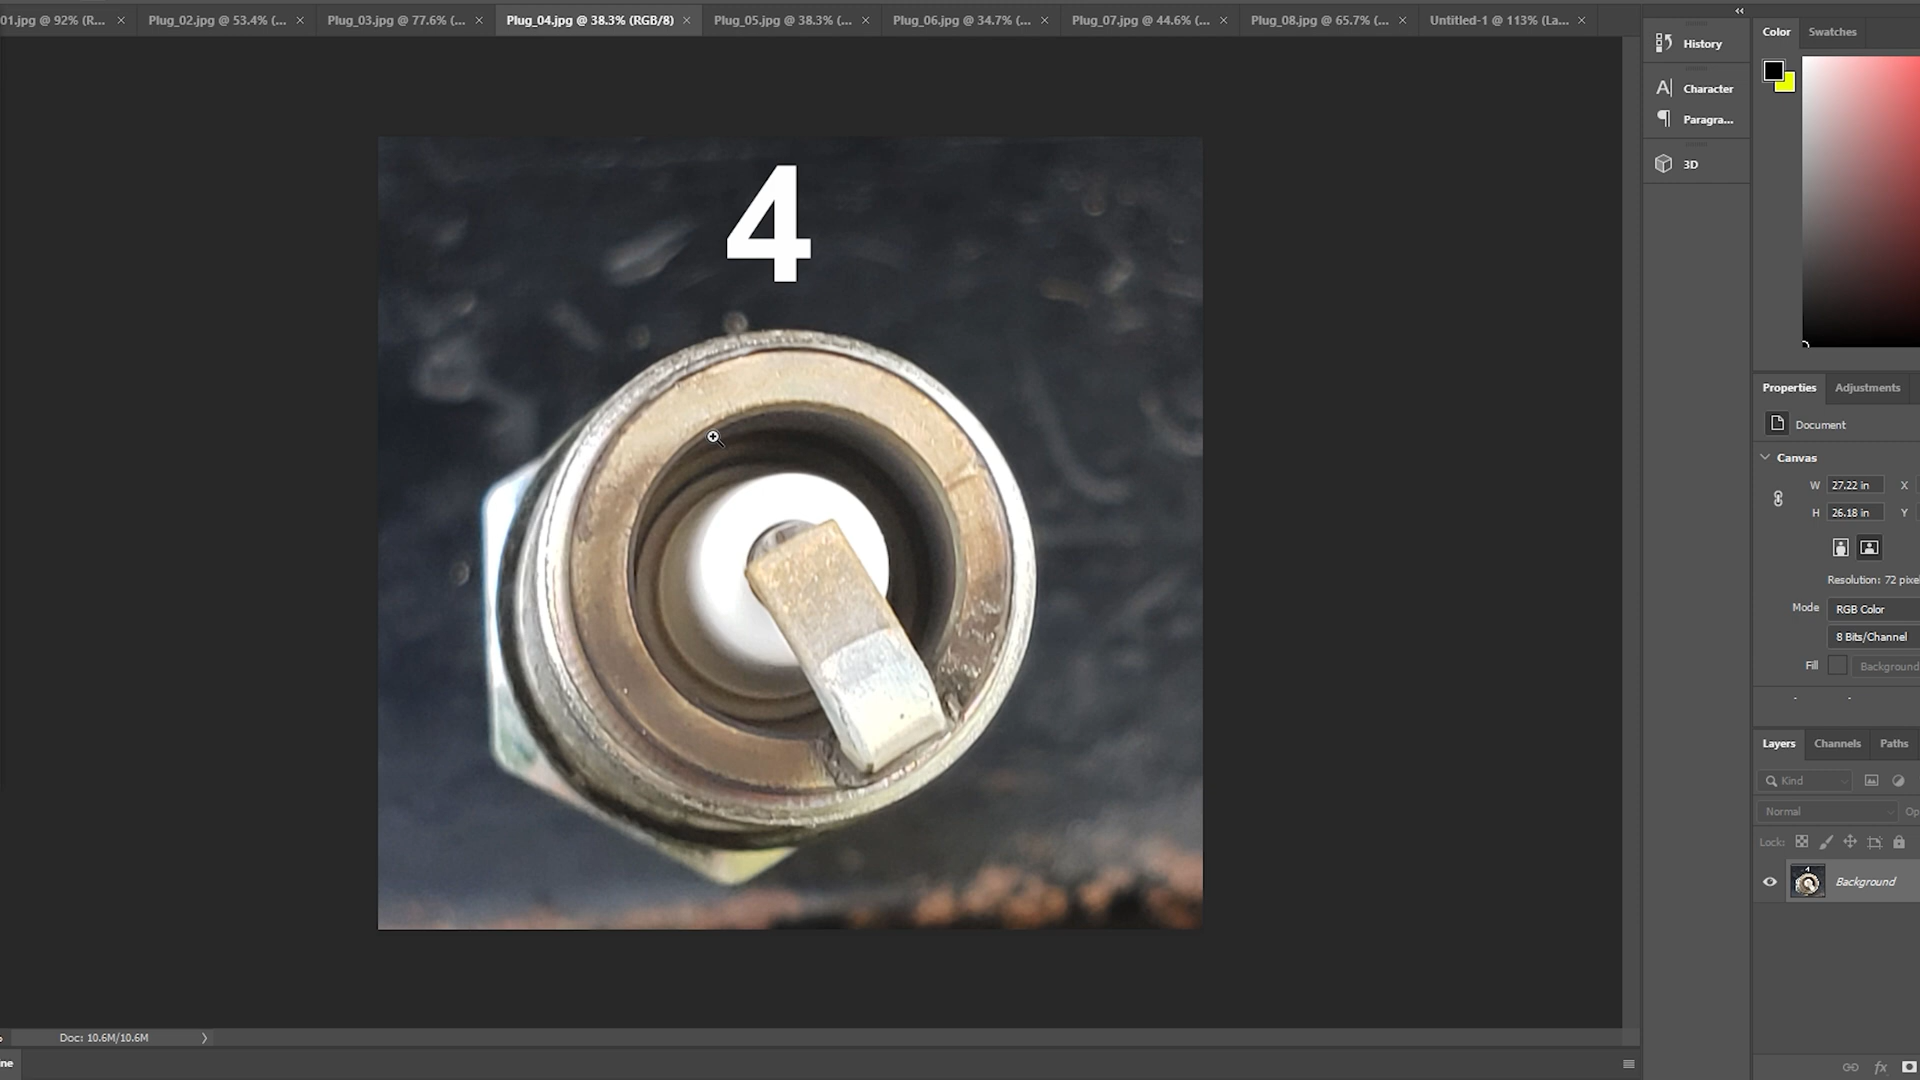 01.jpg @ 92% (R...
Plug_02.jpg @ 53.4% (...
Plug_03.jpg @ 77.6% (...
Plug_04.jpg @ 38.3% (RGB/8)
Plug_05.jpg @ 38.3% (...
Plug_06.jpg @ 34.7% (...
Plug_07.jpg @ 44.6% (...
Plug_08.jpg @ 65.7% (...
Untitled-1 @ 113% (La...
4
Doc: 10.6M/10.6M
ne
History
Character
Paragra...
3D
Color
Swatches
Properties
Adjustments
Document
Canvas
W 27.22 in X
H 26.18 in Y
Resolution: 72 pixe
Mode RGB Color
8 Bits/Channel
Fill Background
Layers
Channels
Paths
Kind
Normal
Op
Lock:
4
Background
fx